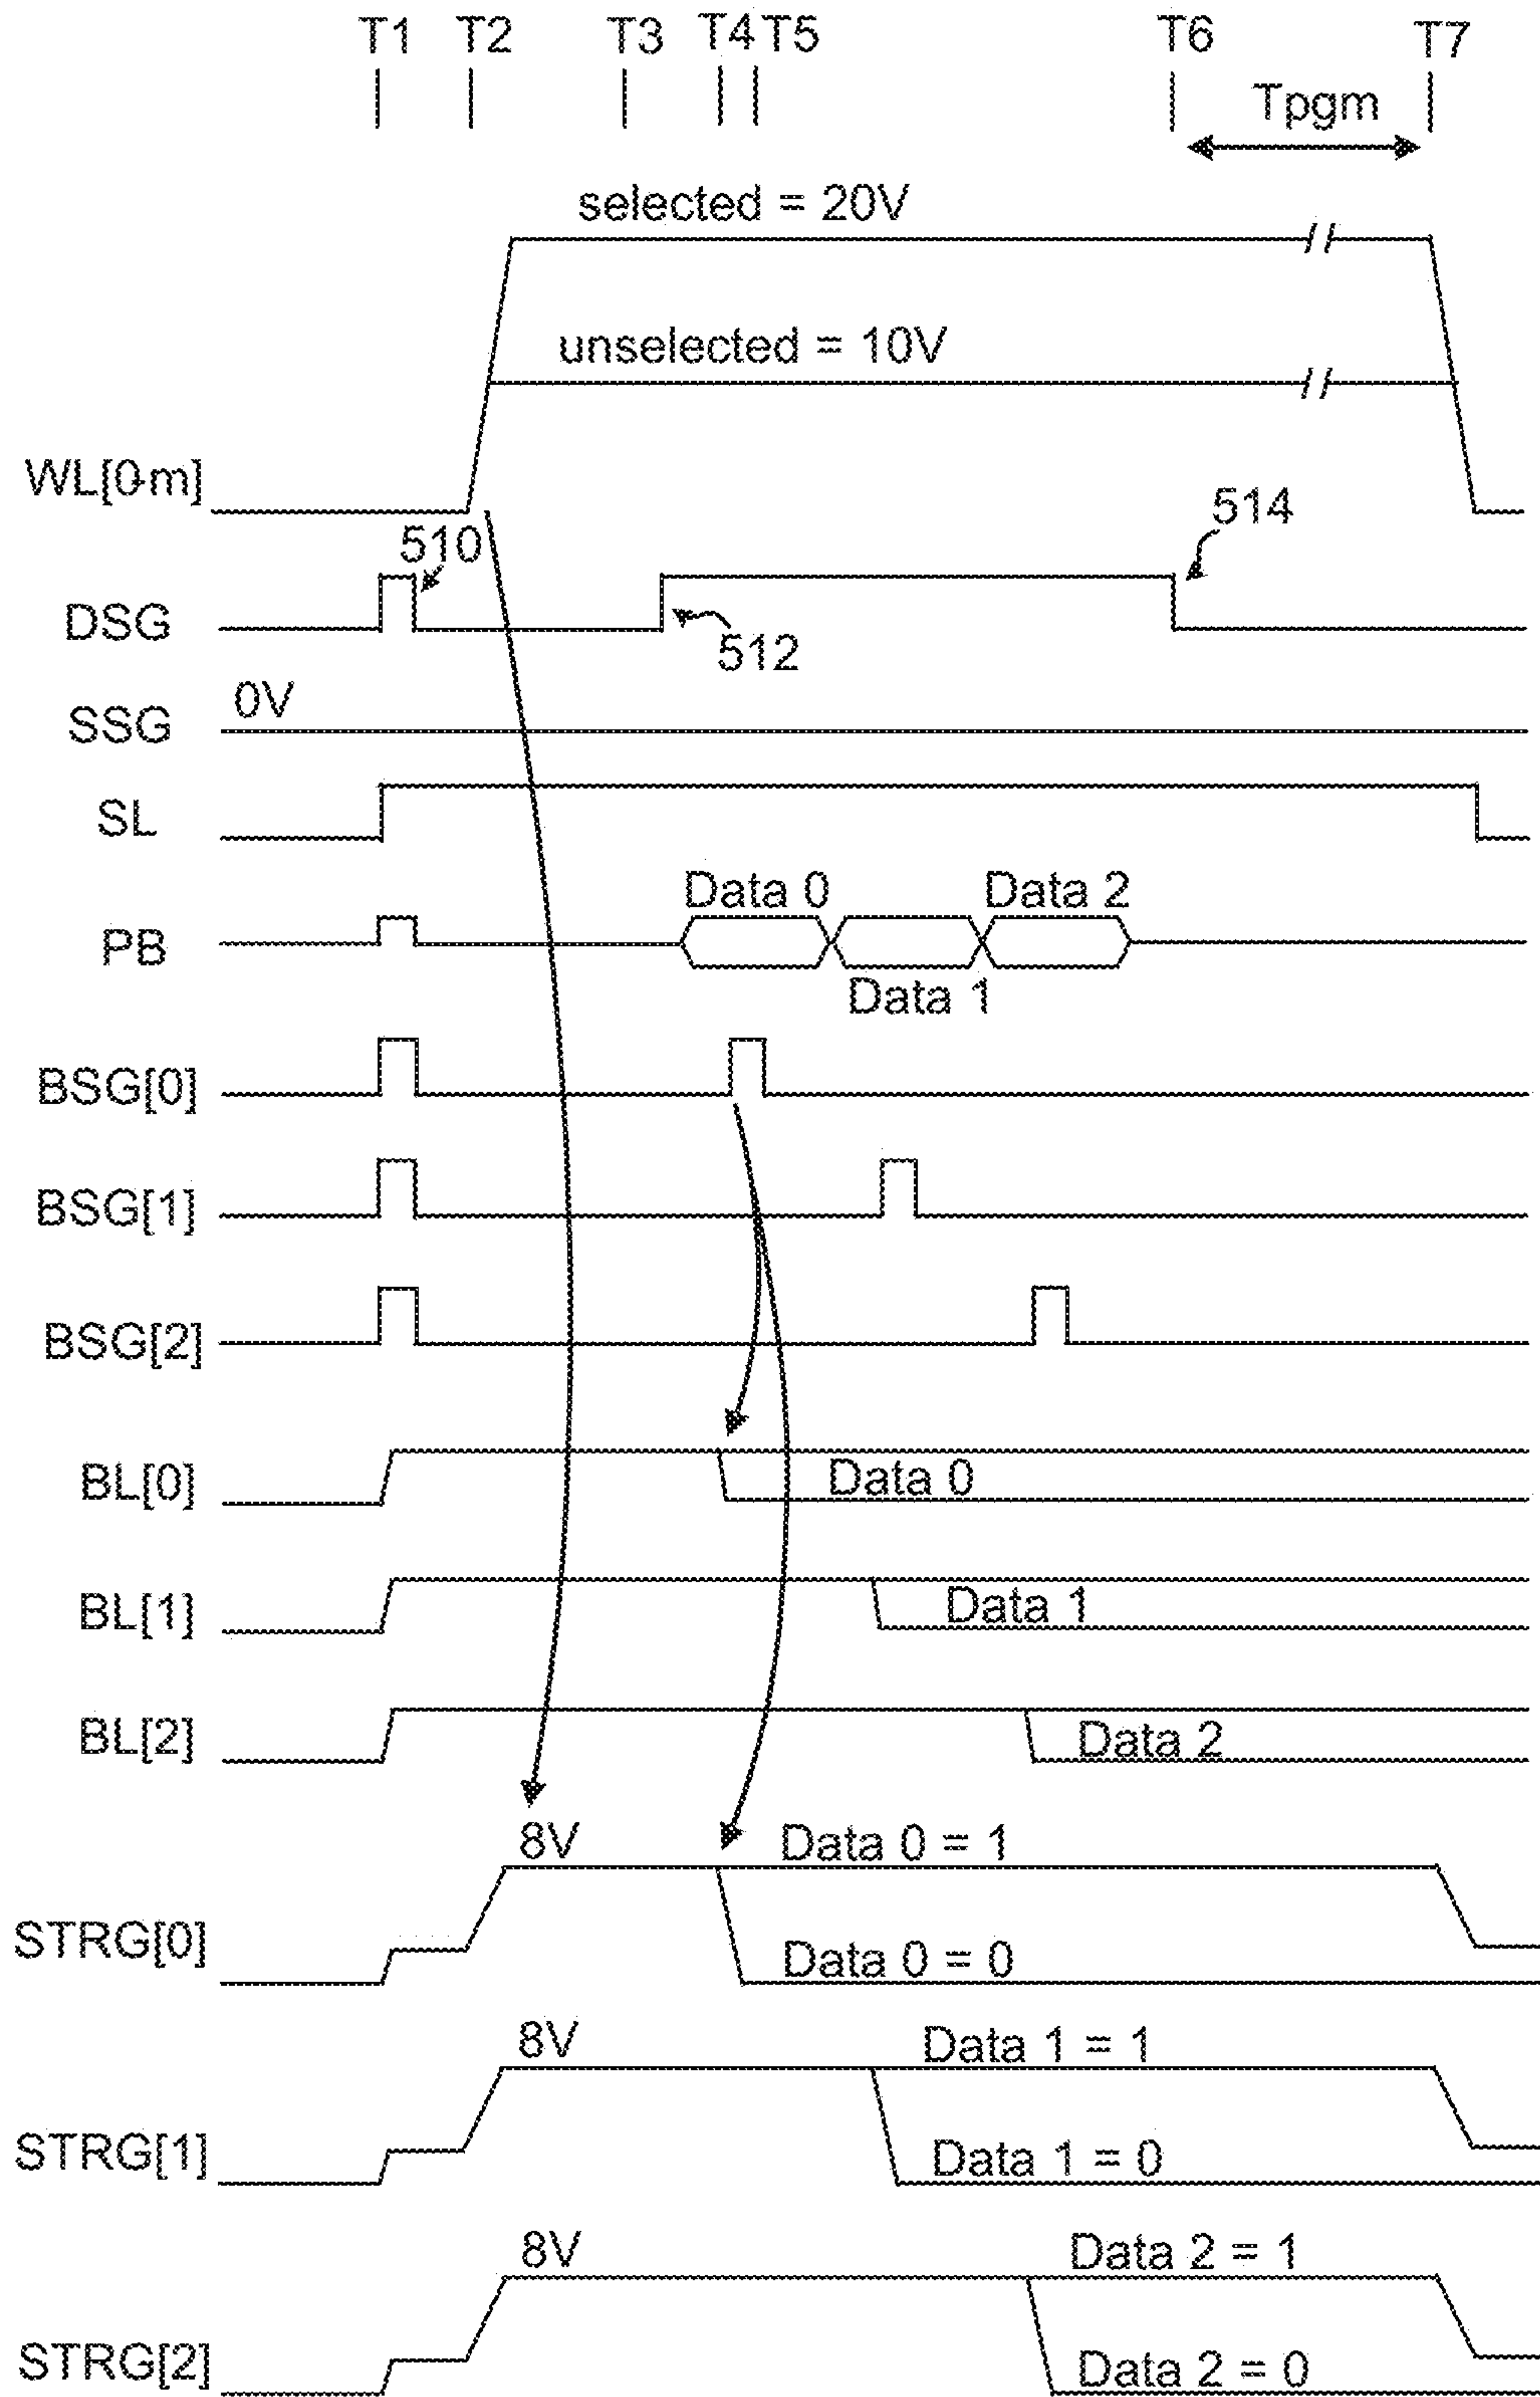 T1 T2 T3 T4 T5 T6 T7
Tpgm
selected = 20V
unselected = 10V
WL[0-m]
510
514
DSG
512
0V
SSG
SL
Data 0
Data 2
PB
Data 1
BSG[0]
BSG[1]
BSG[2]
BL[0]
Data 0
BL[1]
Data 1
BL[2]
Data 2
8V
Data 0 = 1
STRG[0]
Data 0 = 0
8V
Data 1 = 1
STRG[1]
Data 1 = 0
8V
Data 2 = 1
STRG[2]
Data 2 = 0